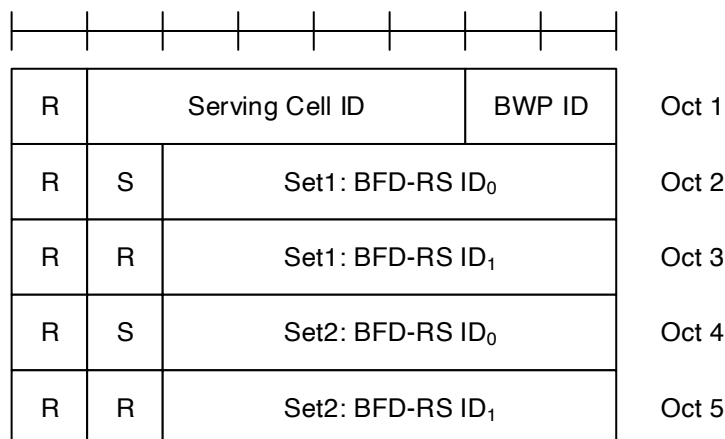 R Serving Cell ID BWP ID Oct 1
R S Set1: BFD-RS ID₀ Oct 2
R R Set1: BFD-RS ID₁ Oct 3
R S Set2: BFD-RS ID₀ Oct 4
R R Set2: BFD-RS ID₁ Oct 5